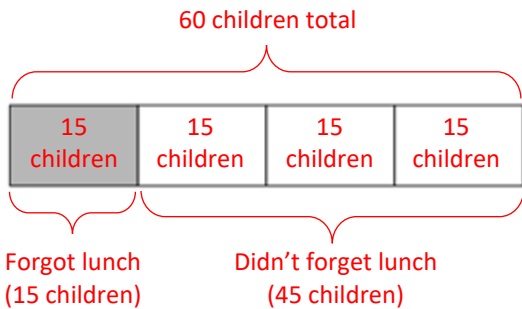 60 children total
15
children
15
children
15
children
15
children
Forgot lunch
(15 children)
Didn’t forget lunch
(45 children)